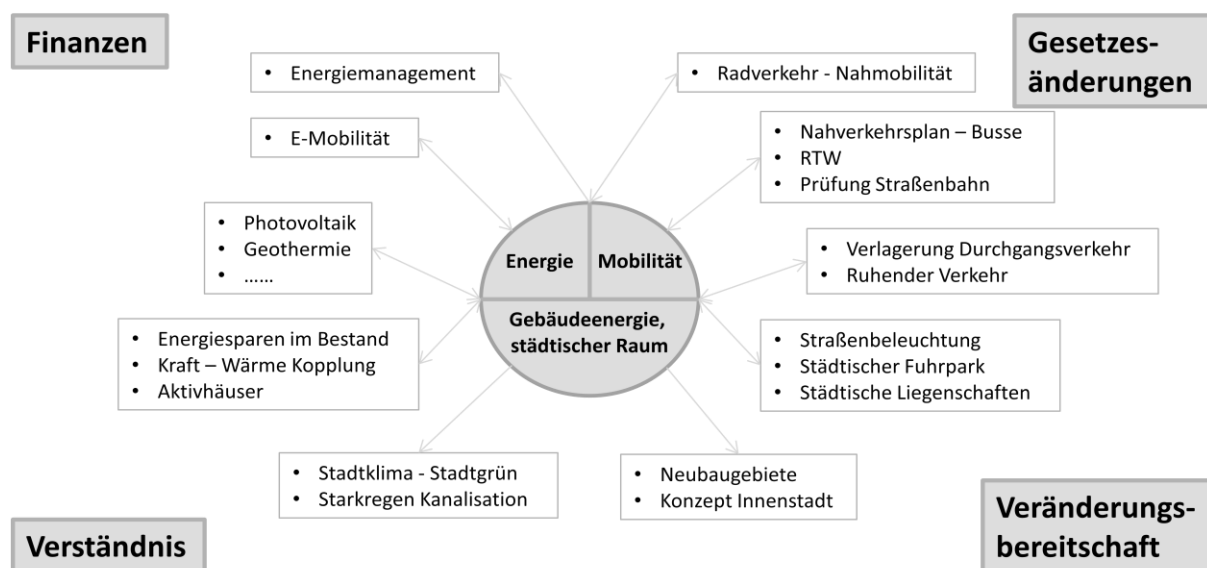 Finanzen
Gesetzes-
änderungen
• Energiemanagement
• Radverkehr - Nahmobilität
• E-Mobilität
• Nahverkehrsplan – Busse
• RTW
• Prüfung Straßenbahn
• Photovoltaik
• Geothermie
• ......
Energie
Mobilität
• Verlagerung Durchgangsverkehr
• Ruhender Verkehr
Gebäudeenergie,
städtischer Raum
• Energiesparen im Bestand
• Kraft – Wärme Kopplung
• Aktivhäuser
• Straßenbeleuchtung
• Städtischer Fuhrpark
• Städtische Liegenschaften
• Stadtklima - Stadtgrün
• Starkregen Kanalisation
• Neubaugebiete
• Konzept Innenstadt
Verständnis
Veränderungs-
bereitschaft